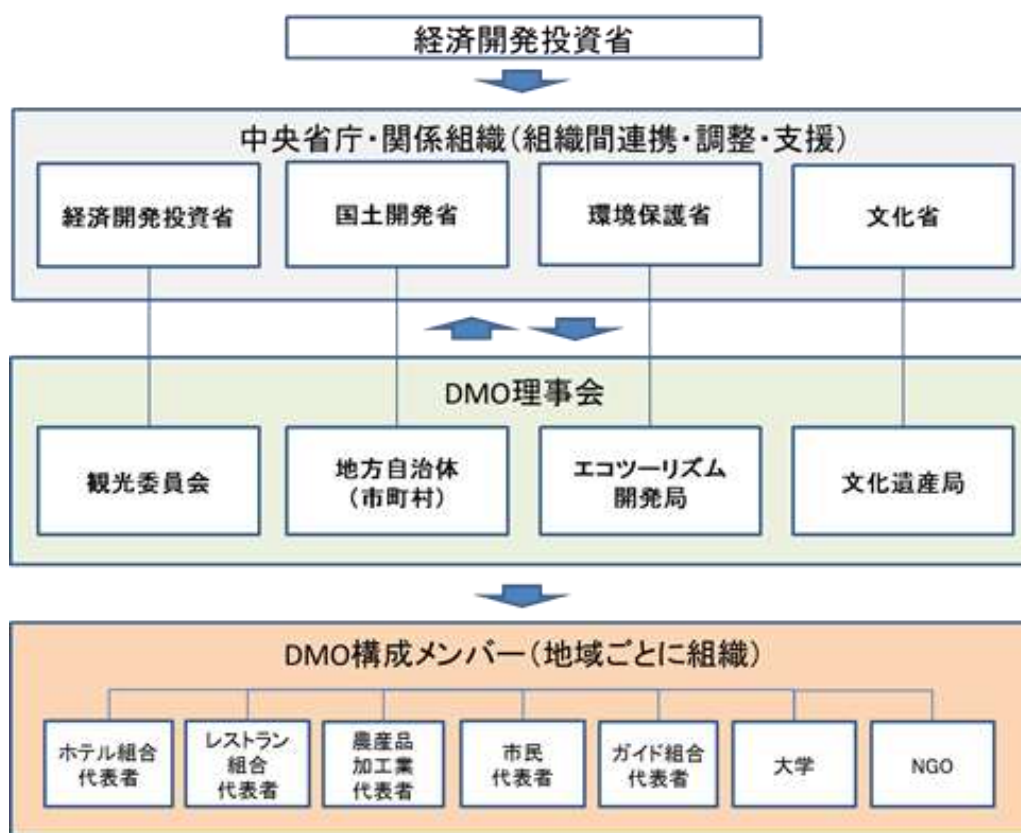 経済開発投資省
中央省庁・関係組織(組織間連携・調整・支援)
経済開発投資省
国土開発省
環境保護省
文化省
DMO理事会
観光委員会
地方自治体
(市町村)
エコツーリズム
開発局
文化遺産局
DMO構成メンバー(地域ごとに組織)
ホテル組合
代表者
レストラン
組合
代表者
農産品
加工業
代表者
市民
代表者
ガイド組合
代表者
大学
NGO